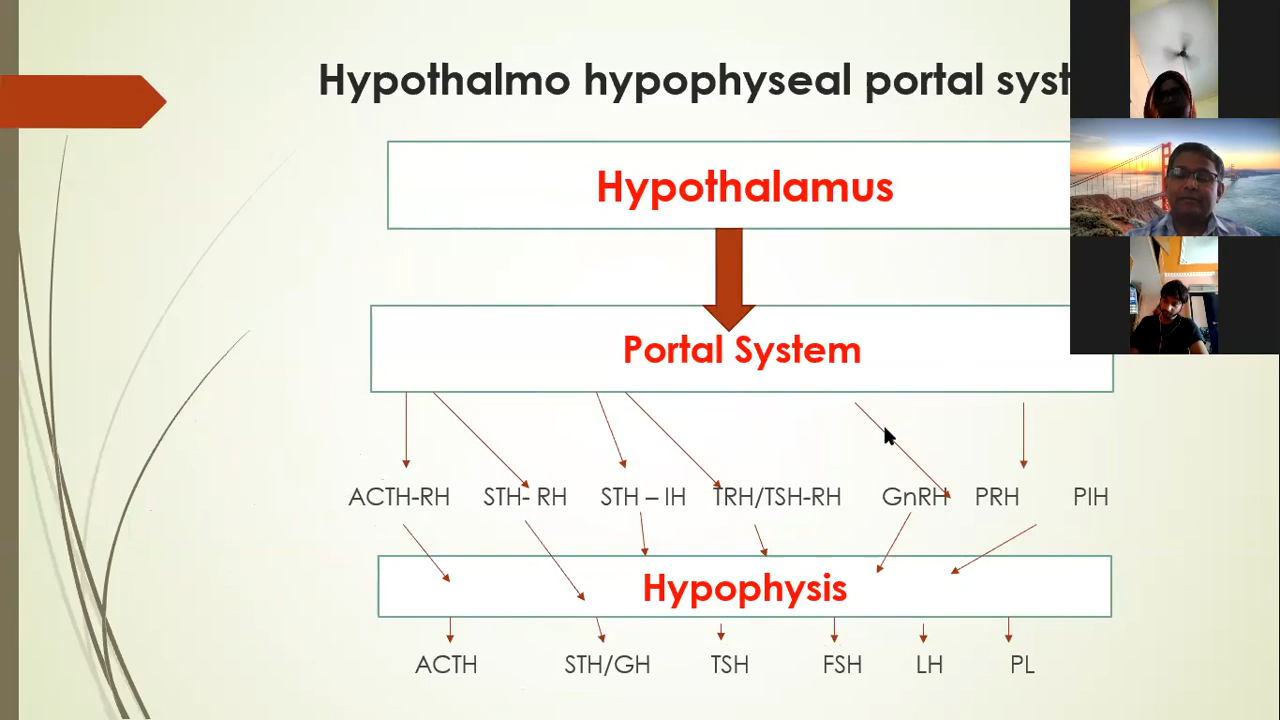 Hypothalmo hypophyseal portal syst
Hypothalamus
Portal System
ACTH-RH STH- RH STH – IH TRH/TSH-RH GnRH PRH PIH
Hypophysis
ACTH STH/GH TSH FSH LH PL